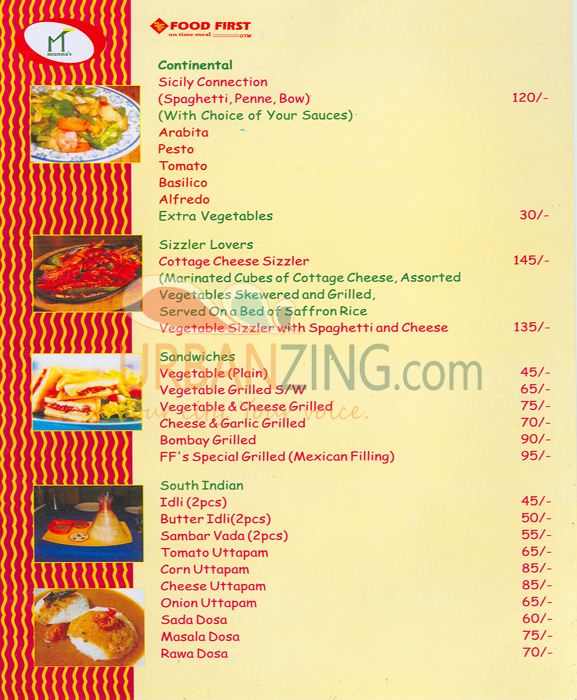 munna's
FOOD FIRST
on time meal
OTM
Continental
Sicily Connection
(Spaghetti, Penne, Bow) 120/-
(With Choice of Your Sauces)
Arabita
Pesto
Tomato
Basilico
Alfredo
Extra Vegetables 30/-
Sizzler Lovers
Cottage Cheese Sizzler 145/-
(Marinated Cubes of Cottage Cheese, Assorted
Vegetables Skewered and Grilled,
Served On a Bed of Saffron Rice
Vegetable Sizzler with Spaghetti and Cheese 135/-
URBANZING.com
Your city. Your voice.
Sandwiches
Vegetable (Plain) 45/-
Vegetable Grilled S/W 65/-
Vegetable & Cheese Grilled 75/-
Cheese & Garlic Grilled 70/-
Bombay Grilled 90/-
FF's Special Grilled (Mexican Filling) 95/-
South Indian
Idli (2pcs) 45/-
Butter Idli(2pcs) 50/-
Sambar Vada (2pcs) 55/-
Tomato Uttapam 65/-
Corn Uttapam 85/-
Cheese Uttapam 85/-
Onion Uttapam 65/-
Sada Dosa 60/-
Masala Dosa 75/-
Rawa Dosa 70/-